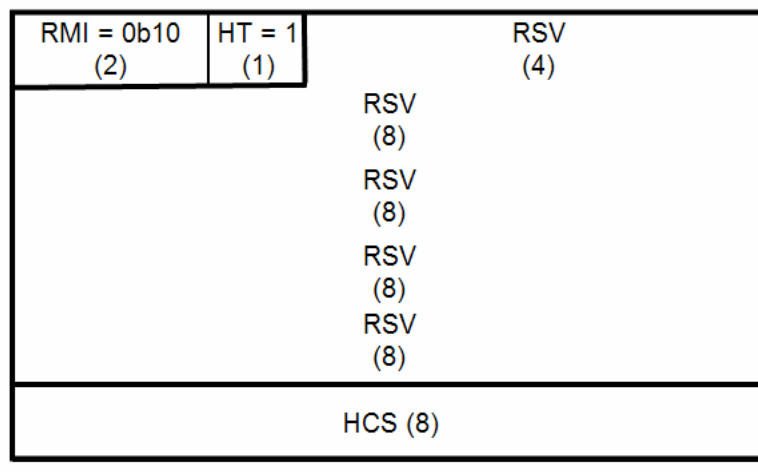 RMI = 0b10 HT = 1 RSV
(2) (1) (4)
RSV
(8)
RSV
(8)
RSV
(8)
RSV
(8)
HCS (8)